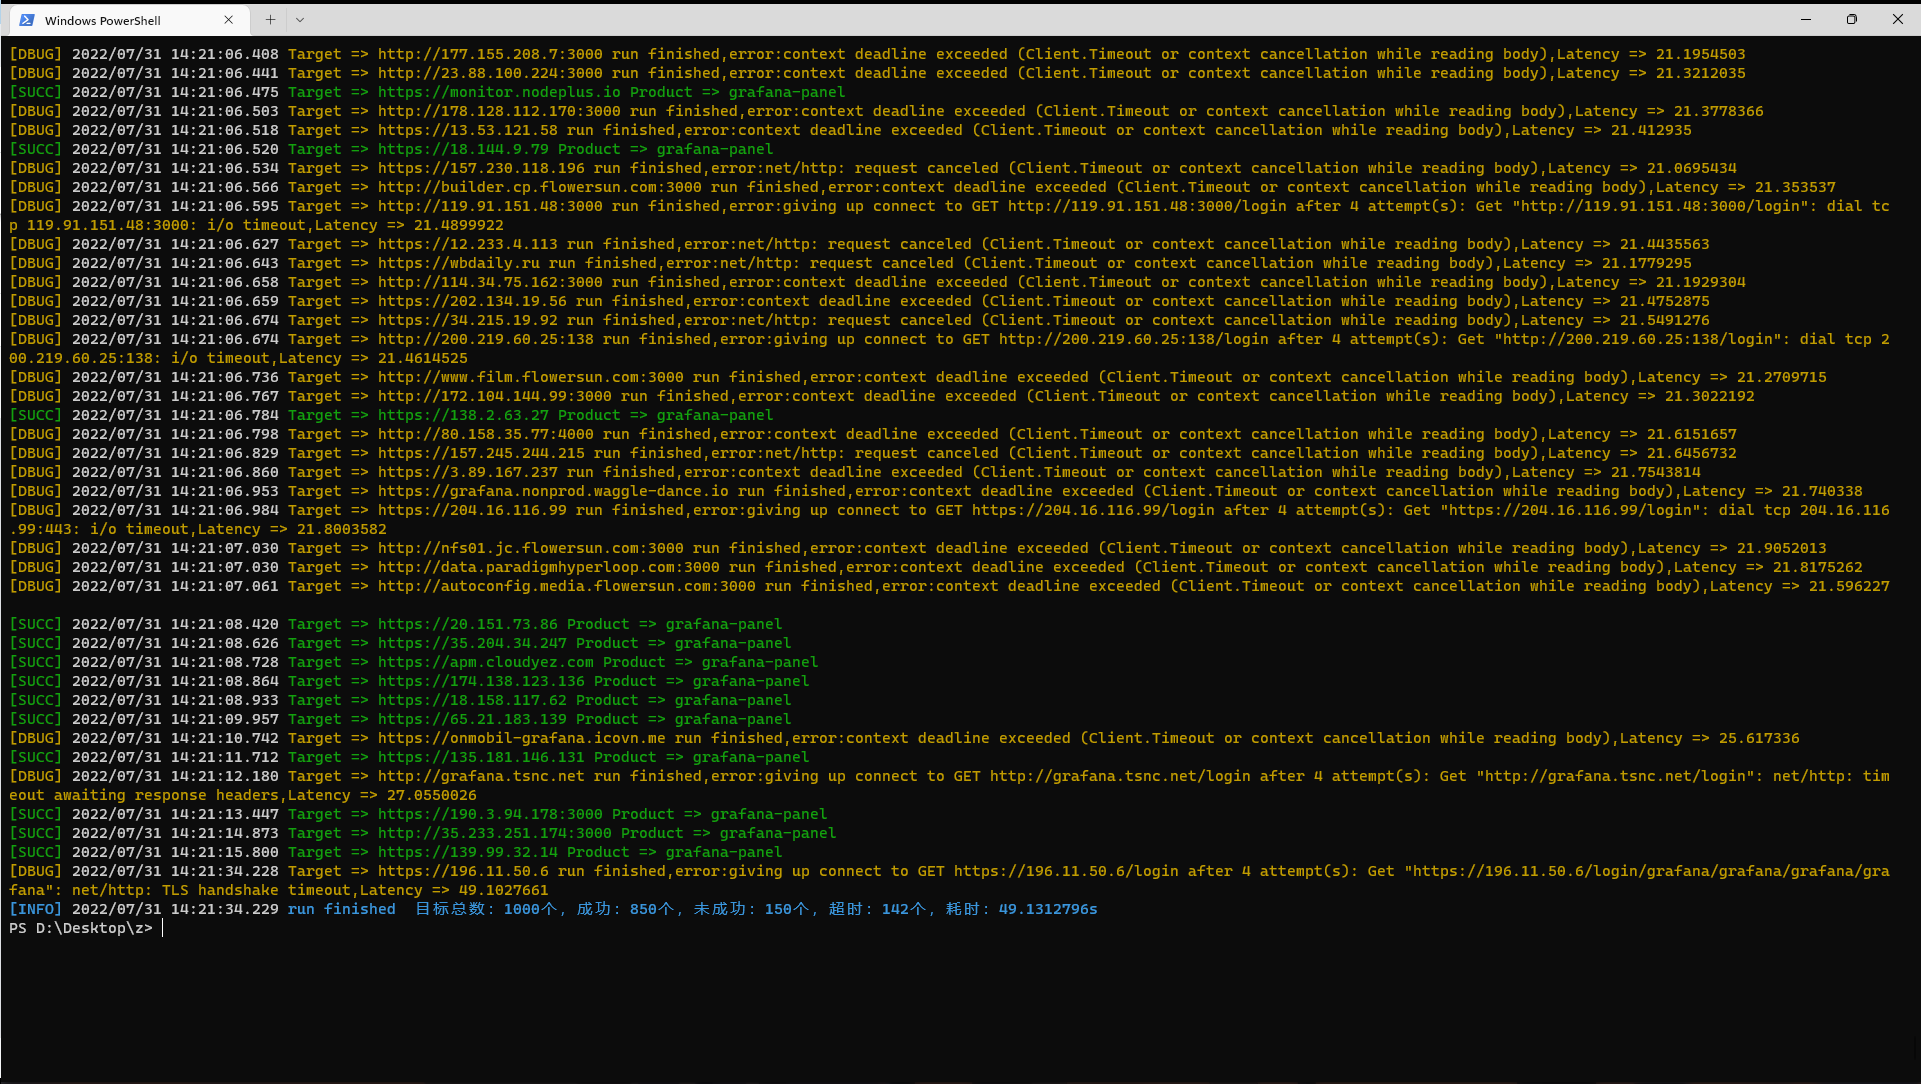 Windows PowerShell
[DBUG] 2022/07/31 14:21:06.408 Target => http://177.155.208.7:3000 run finished,error:context deadline exceeded (Client.Timeout or context cancellation while reading body),Latency => 21.1954503
[DBUG] 2022/07/31 14:21:06.441 Target => http://23.88.100.224:3000 run finished,error:context deadline exceeded (Client.Timeout or context cancellation while reading body),Latency => 21.3212035
[SUCC] 2022/07/31 14:21:06.475 Target => https://monitor.nodeplus.io Product => grafana-panel
[DBUG] 2022/07/31 14:21:06.503 Target => http://178.128.112.170:3000 run finished,error:context deadline exceeded (Client.Timeout or context cancellation while reading body),Latency => 21.3778366
[DBUG] 2022/07/31 14:21:06.518 Target => https://13.53.121.58 run finished,error:context deadline exceeded (Client.Timeout or context cancellation while reading body),Latency => 21.412935
[SUCC] 2022/07/31 14:21:06.520 Target => https://18.144.9.79 Product => grafana-panel
[DBUG] 2022/07/31 14:21:06.534 Target => https://157.230.118.196 run finished,error:net/http: request canceled (Client.Timeout or context cancellation while reading body),Latency => 21.0695434
[DBUG] 2022/07/31 14:21:06.566 Target => http://builder.cp.flowersun.com:3000 run finished,error:context deadline exceeded (Client.Timeout or context cancellation while reading body),Latency => 21.353537
[DBUG] 2022/07/31 14:21:06.595 Target => http://119.91.151.48:3000 run finished,error:giving up connect to GET http://119.91.151.48:3000/login after 4 attempt(s): Get "http://119.91.151.48:3000/login": dial tc
p 119.91.151.48:3000: i/o timeout,Latency => 21.4899922
[DBUG] 2022/07/31 14:21:06.627 Target => https://12.233.4.113 run finished,error:net/http: request canceled (Client.Timeout or context cancellation while reading body),Latency => 21.4435563
[DBUG] 2022/07/31 14:21:06.643 Target => https://wbdaily.ru run finished,error:net/http: request canceled (Client.Timeout or context cancellation while reading body),Latency => 21.1779295
[DBUG] 2022/07/31 14:21:06.658 Target => http://114.34.75.162:3000 run finished,error:context deadline exceeded (Client.Timeout or context cancellation while reading body),Latency => 21.1929304
[DBUG] 2022/07/31 14:21:06.659 Target => https://202.134.19.56 run finished,error:context deadline exceeded (Client.Timeout or context cancellation while reading body),Latency => 21.4752875
[DBUG] 2022/07/31 14:21:06.674 Target => https://34.215.19.92 run finished,error:net/http: request canceled (Client.Timeout or context cancellation while reading body),Latency => 21.5491276
[DBUG] 2022/07/31 14:21:06.674 Target => http://200.219.60.25:138 run finished,error:giving up connect to GET http://200.219.60.25:138/login after 4 attempt(s): Get "http://200.219.60.25:138/login": dial tcp 2
00.219.60.25:138: i/o timeout,Latency => 21.4614525
[DBUG] 2022/07/31 14:21:06.736 Target => http://www.film.flowersun.com:3000 run finished,error:context deadline exceeded (Client.Timeout or context cancellation while reading body),Latency => 21.2709715
[DBUG] 2022/07/31 14:21:06.767 Target => http://172.104.144.99:3000 run finished,error:context deadline exceeded (Client.Timeout or context cancellation while reading body),Latency => 21.3022192
[SUCC] 2022/07/31 14:21:06.784 Target => https://138.2.63.27 Product => grafana-panel
[DBUG] 2022/07/31 14:21:06.798 Target => http://80.158.35.77:4000 run finished,error:context deadline exceeded (Client.Timeout or context cancellation while reading body),Latency => 21.6151657
[DBUG] 2022/07/31 14:21:06.829 Target => https://157.245.244.215 run finished,error:net/http: request canceled (Client.Timeout or context cancellation while reading body),Latency => 21.6456732
[DBUG] 2022/07/31 14:21:06.860 Target => https://3.89.167.237 run finished,error:context deadline exceeded (Client.Timeout or context cancellation while reading body),Latency => 21.7543814
[DBUG] 2022/07/31 14:21:06.953 Target => https://grafana.nonprod.waggle-dance.io run finished,error:context deadline exceeded (Client.Timeout or context cancellation while reading body),Latency => 21.740338
[DBUG] 2022/07/31 14:21:06.984 Target => https://204.16.116.99 run finished,error:giving up connect to GET https://204.16.116.99/login after 4 attempt(s): Get "https://204.16.116.99/login": dial tcp 204.16.116
.99:443: i/o timeout,Latency => 21.8003582
[DBUG] 2022/07/31 14:21:07.030 Target => http://nfs01.jc.flowersun.com:3000 run finished,error:context deadline exceeded (Client.Timeout or context cancellation while reading body),Latency => 21.9052013
[DBUG] 2022/07/31 14:21:07.030 Target => http://data.paradigmhyperloop.com:3000 run finished,error:context deadline exceeded (Client.Timeout or context cancellation while reading body),Latency => 21.8175262
[DBUG] 2022/07/31 14:21:07.061 Target => http://autoconfig.media.flowersun.com:3000 run finished,error:context deadline exceeded (Client.Timeout or context cancellation while reading body),Latency => 21.596227
[SUCC] 2022/07/31 14:21:08.420 Target => https://20.151.73.86 Product => grafana-panel
[SUCC] 2022/07/31 14:21:08.626 Target => https://35.204.34.247 Product => grafana-panel
[SUCC] 2022/07/31 14:21:08.728 Target => https://apm.cloudyez.com Product => grafana-panel
[SUCC] 2022/07/31 14:21:08.864 Target => https://174.138.123.136 Product => grafana-panel
[SUCC] 2022/07/31 14:21:08.933 Target => https://18.158.117.62 Product => grafana-panel
[SUCC] 2022/07/31 14:21:09.957 Target => https://65.21.183.139 Product => grafana-panel
[DBUG] 2022/07/31 14:21:10.742 Target => https://onmobil-grafana.icovn.me run finished,error:context deadline exceeded (Client.Timeout or context cancellation while reading body),Latency => 25.617336
[SUCC] 2022/07/31 14:21:11.712 Target => https://135.181.146.131 Product => grafana-panel
[DBUG] 2022/07/31 14:21:12.180 Target => http://grafana.tsnc.net run finished,error:giving up connect to GET http://grafana.tsnc.net/login after 4 attempt(s): Get "http://grafana.tsnc.net/login": net/http: tim
eout awaiting response headers,Latency => 27.0550026
[SUCC] 2022/07/31 14:21:13.447 Target => https://190.3.94.178:3000 Product => grafana-panel
[SUCC] 2022/07/31 14:21:14.873 Target => http://35.233.251.174:3000 Product => grafana-panel
[SUCC] 2022/07/31 14:21:15.800 Target => https://139.99.32.14 Product => grafana-panel
[DBUG] 2022/07/31 14:21:34.228 Target => https://196.11.50.6 run finished,error:giving up connect to GET https://196.11.50.6/login after 4 attempt(s): Get "https://196.11.50.6/login/grafana/grafana/grafana/gra
fana": net/http: TLS handshake timeout,Latency => 49.1027661
[INFO] 2022/07/31 14:21:34.229 run finished  目标总数: 1000个, 成功: 850个, 未成功: 150个, 超时: 142个, 耗时: 49.1312796s
PS D:\Desktop\z>